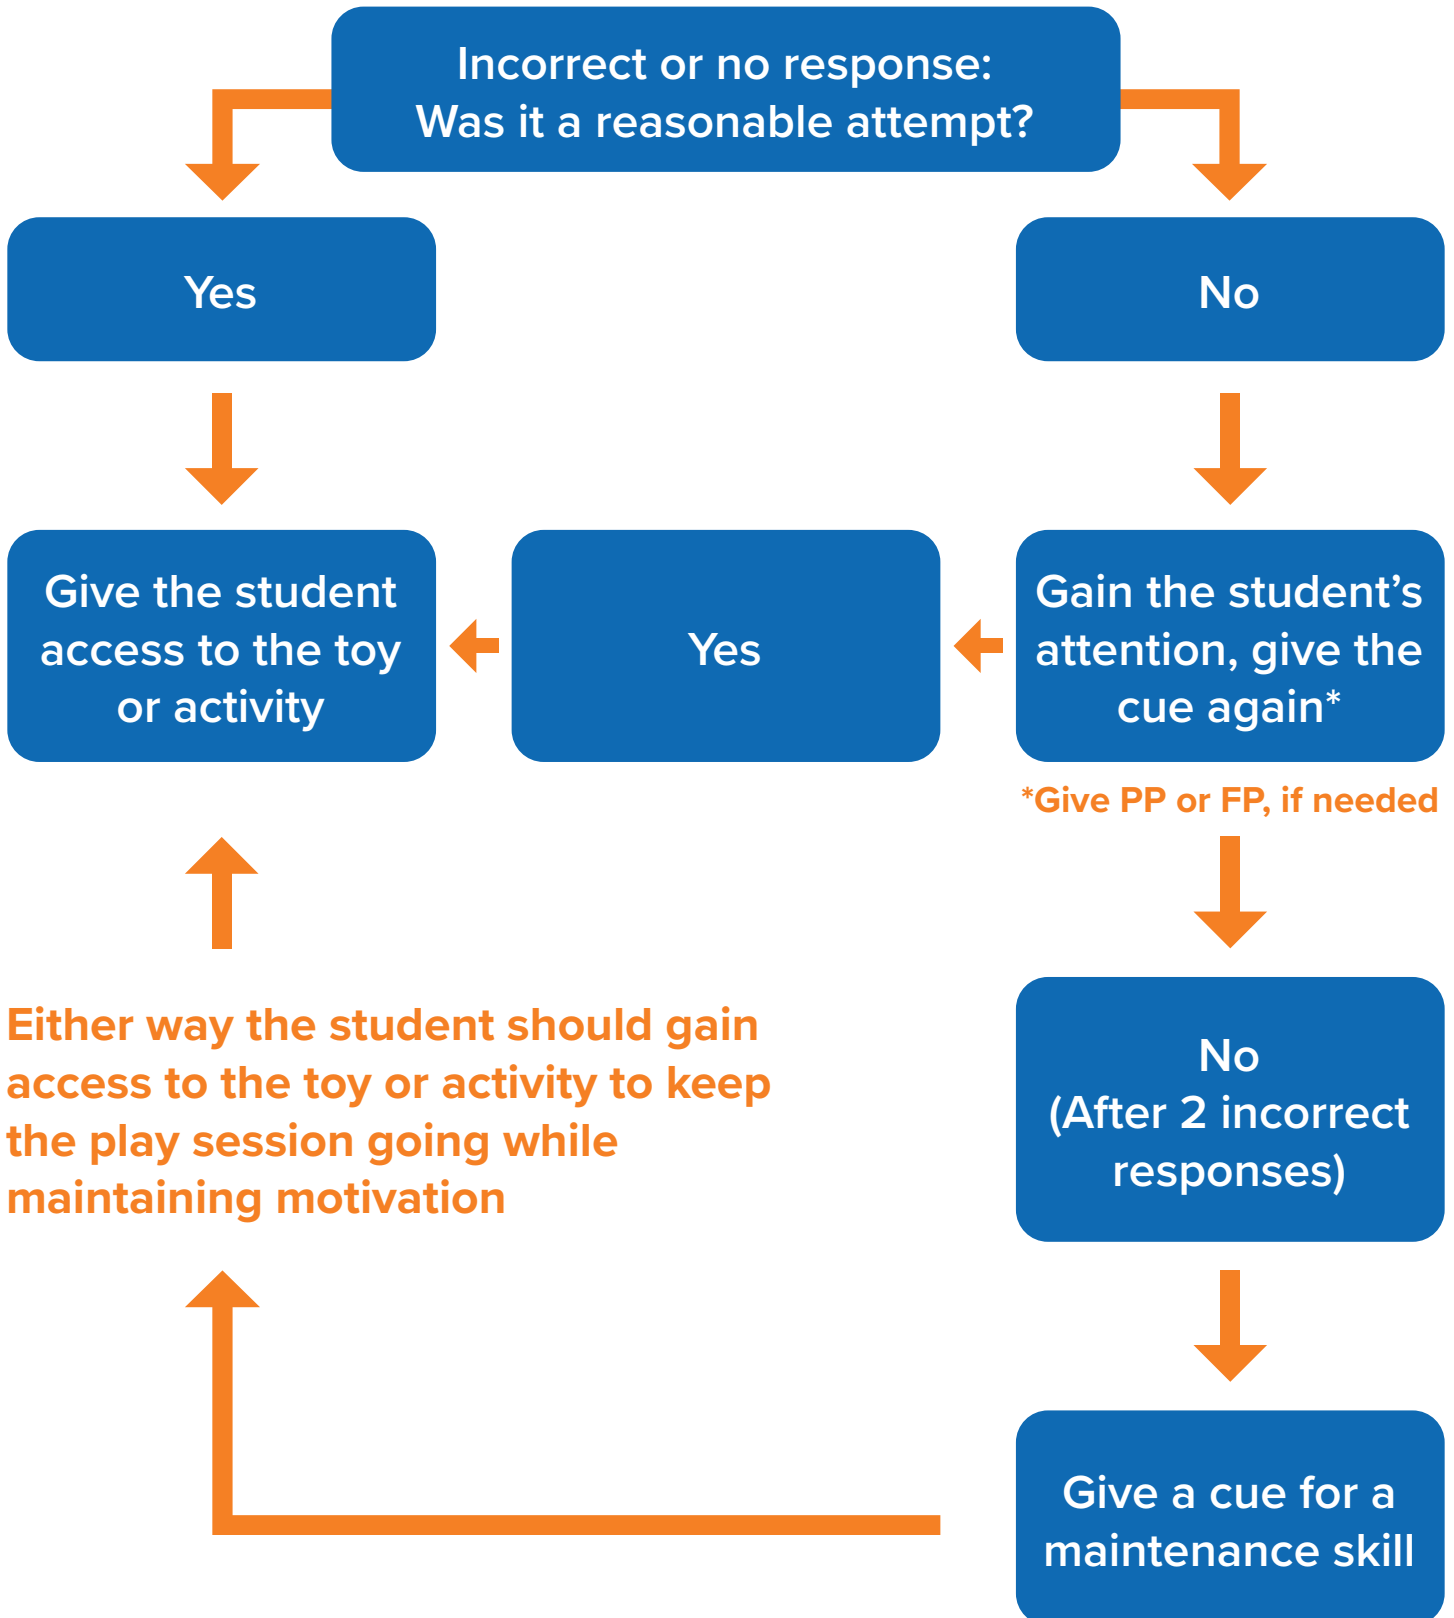 Incorrect or no response:
Was it a reasonable attempt?
Yes
No
Give the student
access to the toy
or activity
Yes
Gain the student’s
attention, give the
cue again*
*Give PP or FP, if needed
Either way the student should gain
access to the toy or activity to keep
the play session going while
maintaining motivation
No
(After 2 incorrect
responses)
Give a cue for a
maintenance skill